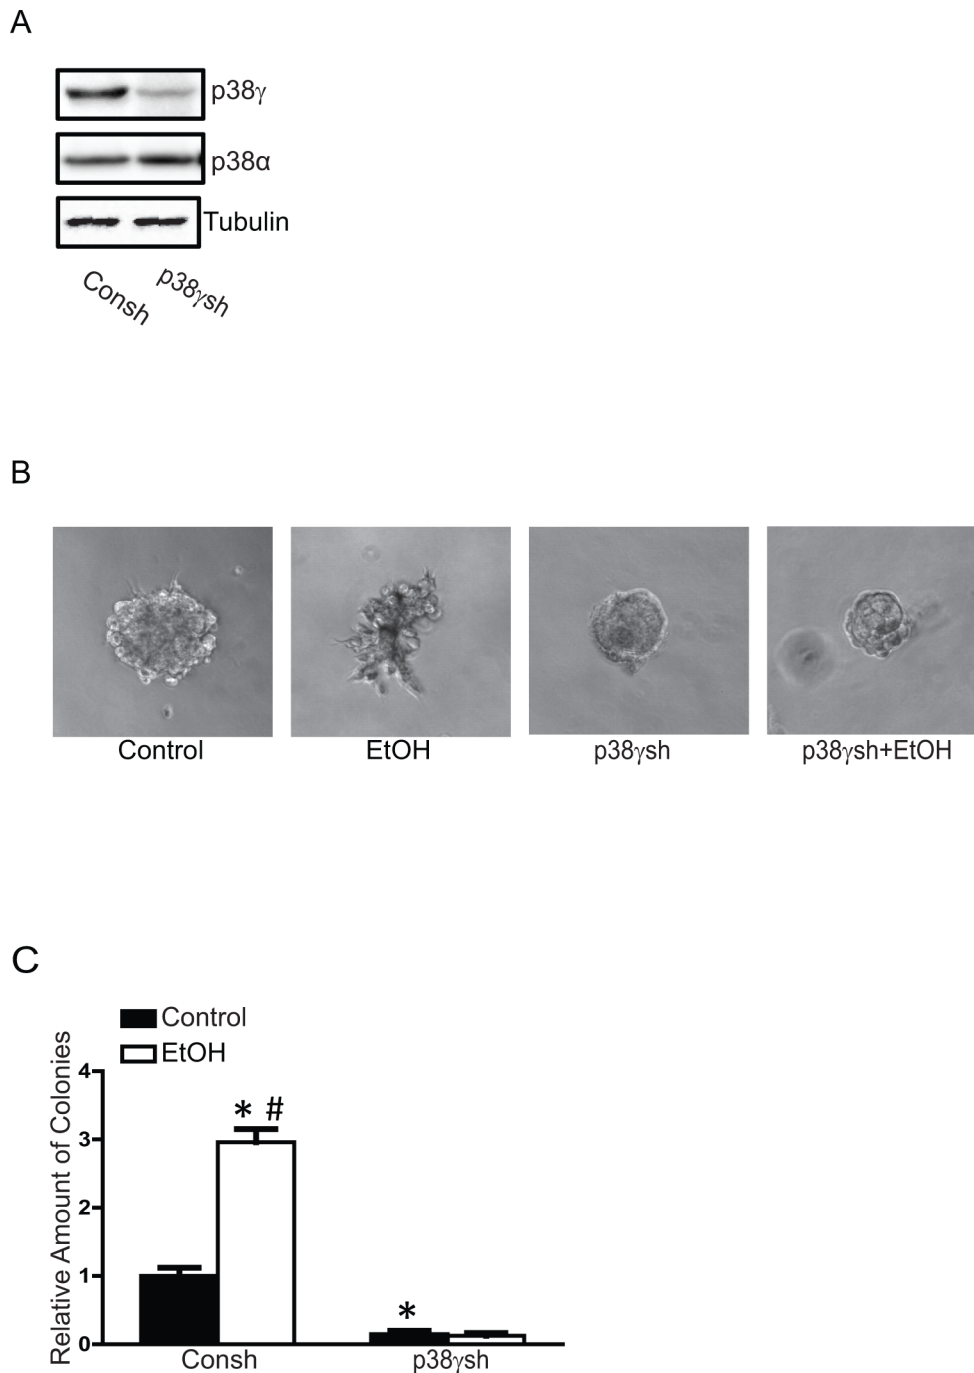 A
p38γ
p38α
Tubulin
Consh
p38γsh
B
Control
EtOH
p38γsh
p38γsh+EtOH
C
Control
EtOH
Relative Amount of Colonies
4
3
2
1
0
* #
*
Consh
p38γsh